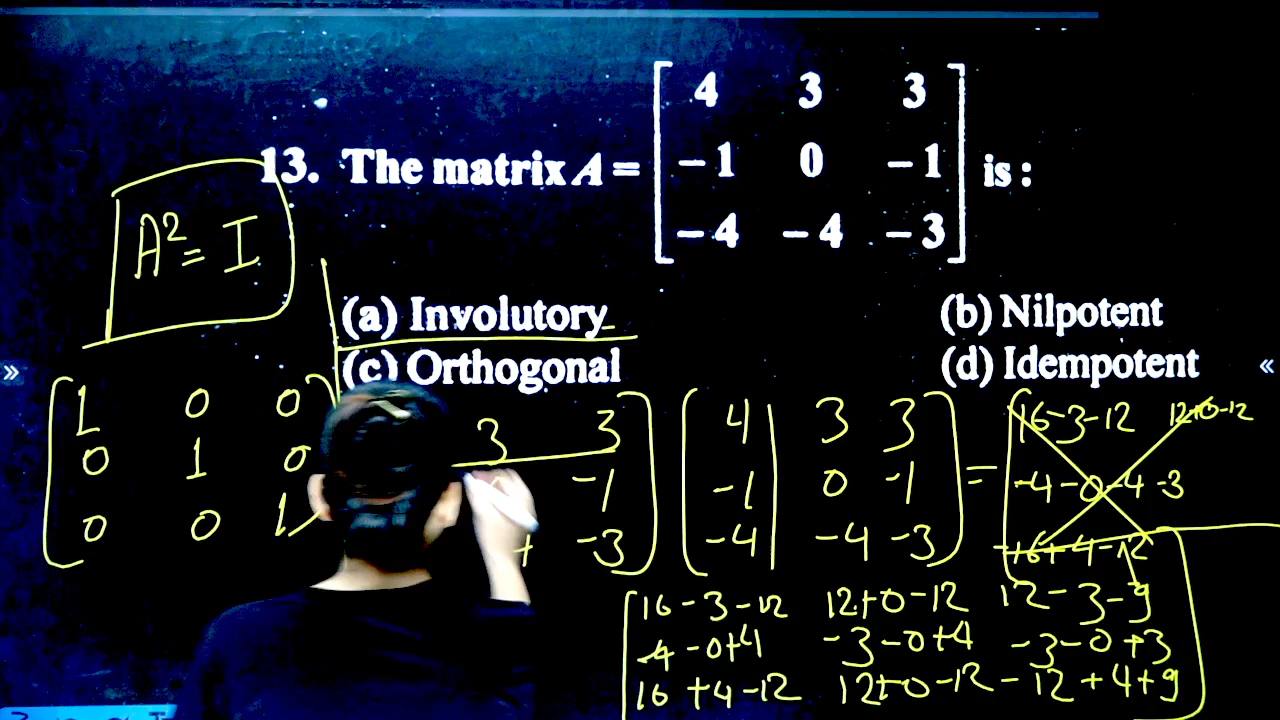 13. The matrix A = [ 4 3 3
-1 0 -1
-4 -4 -3 ] is :
A² = I
(a) Involutory
(b) Nilpotent
(c) Orthogonal
(d) Idempotent
1 0 0
0 1 0
0 0 1
3 3
-1
-3
4 3 3
-1 0 -1
-4 -4 -3
=
16-3-12 12+0-12
-4-0-4-3
-16+4-12
16-3-12 12+0-12 12-3-9
-4-0+4 -3-0+4 -3-0+3
16+4-12 12+0-12 -12+4+9